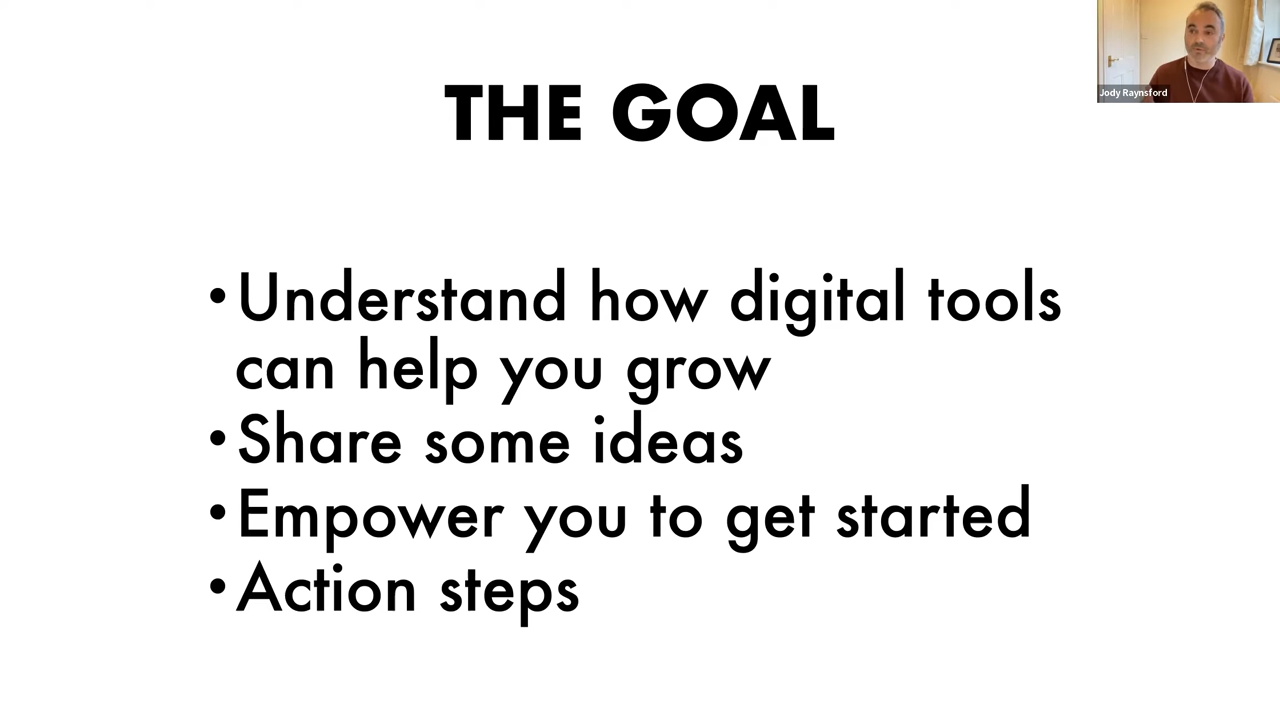 THE GOAL
Jody Raynsford
•Understand how digital tools
can help you grow
•Share some ideas
•Empower you to get started
•Action steps